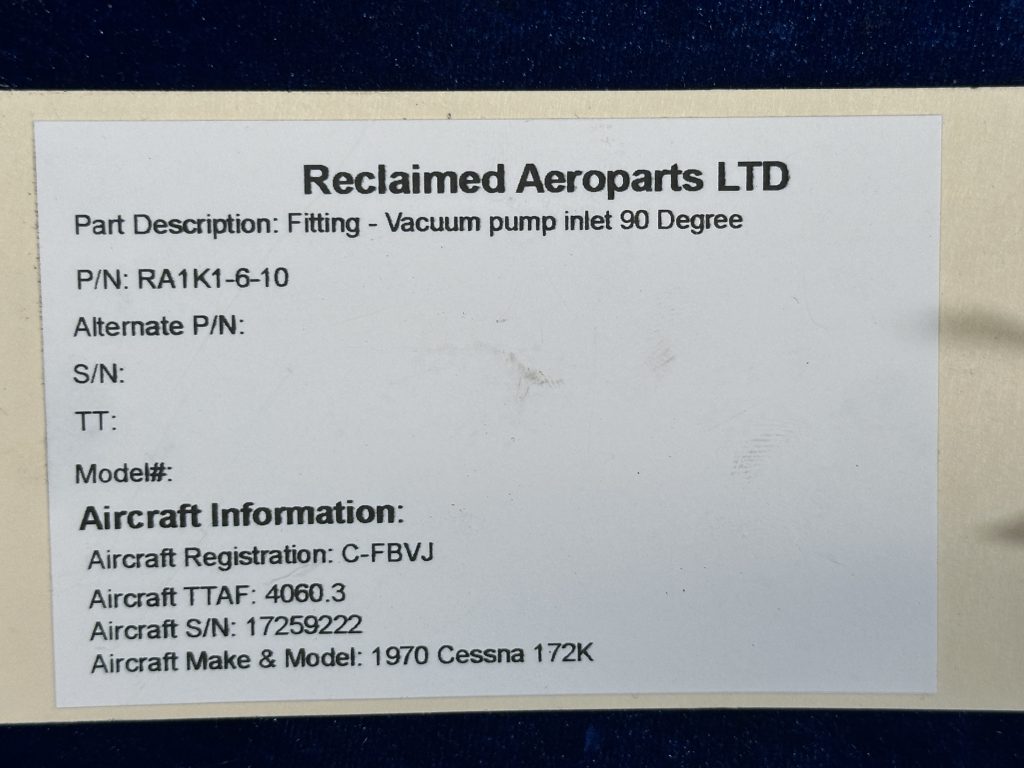 Reclaimed Aeroparts LTD
Part Description: Fitting - Vacuum pump inlet 90 Degree
P/N: RA1K1-6-10
Alternate P/N:
S/N:
TT:
Model#:
Aircraft Information:
Aircraft Registration: C-FBVJ
Aircraft TTAF: 4060.3
Aircraft S/N: 17259222
Aircraft Make & Model: 1970 Cessna 172K